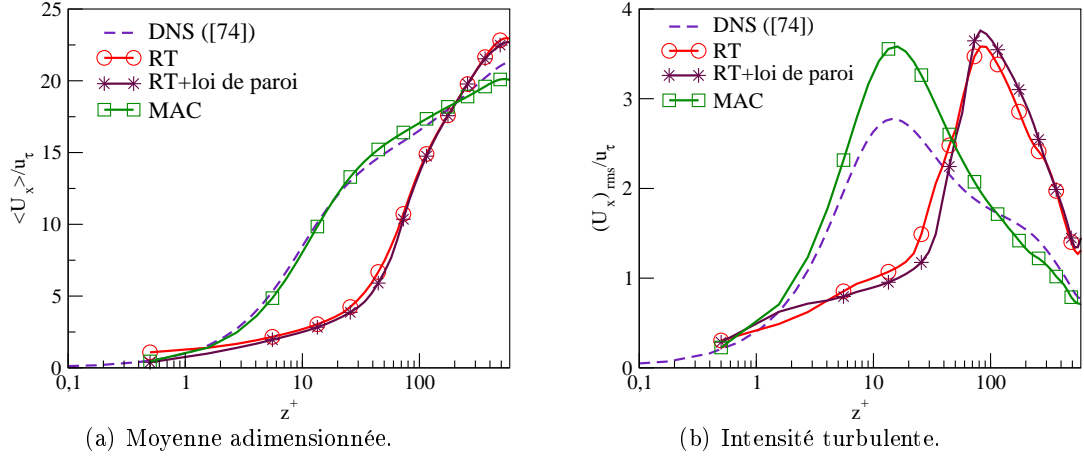 25
20
15
10
5
0
<U_x>/u_τ
DNS ([74])
RT
RT+loi de paroi
MAC
0,1
1
10
100
z^+
(a) Moyenne adimensionnée.
4
3
2
1
0
(U_x)_rms/u_τ
DNS ([74])
RT
RT+loi de paroi
MAC
0,1
1
10
100
z^+
(b) Intensité turbulente.